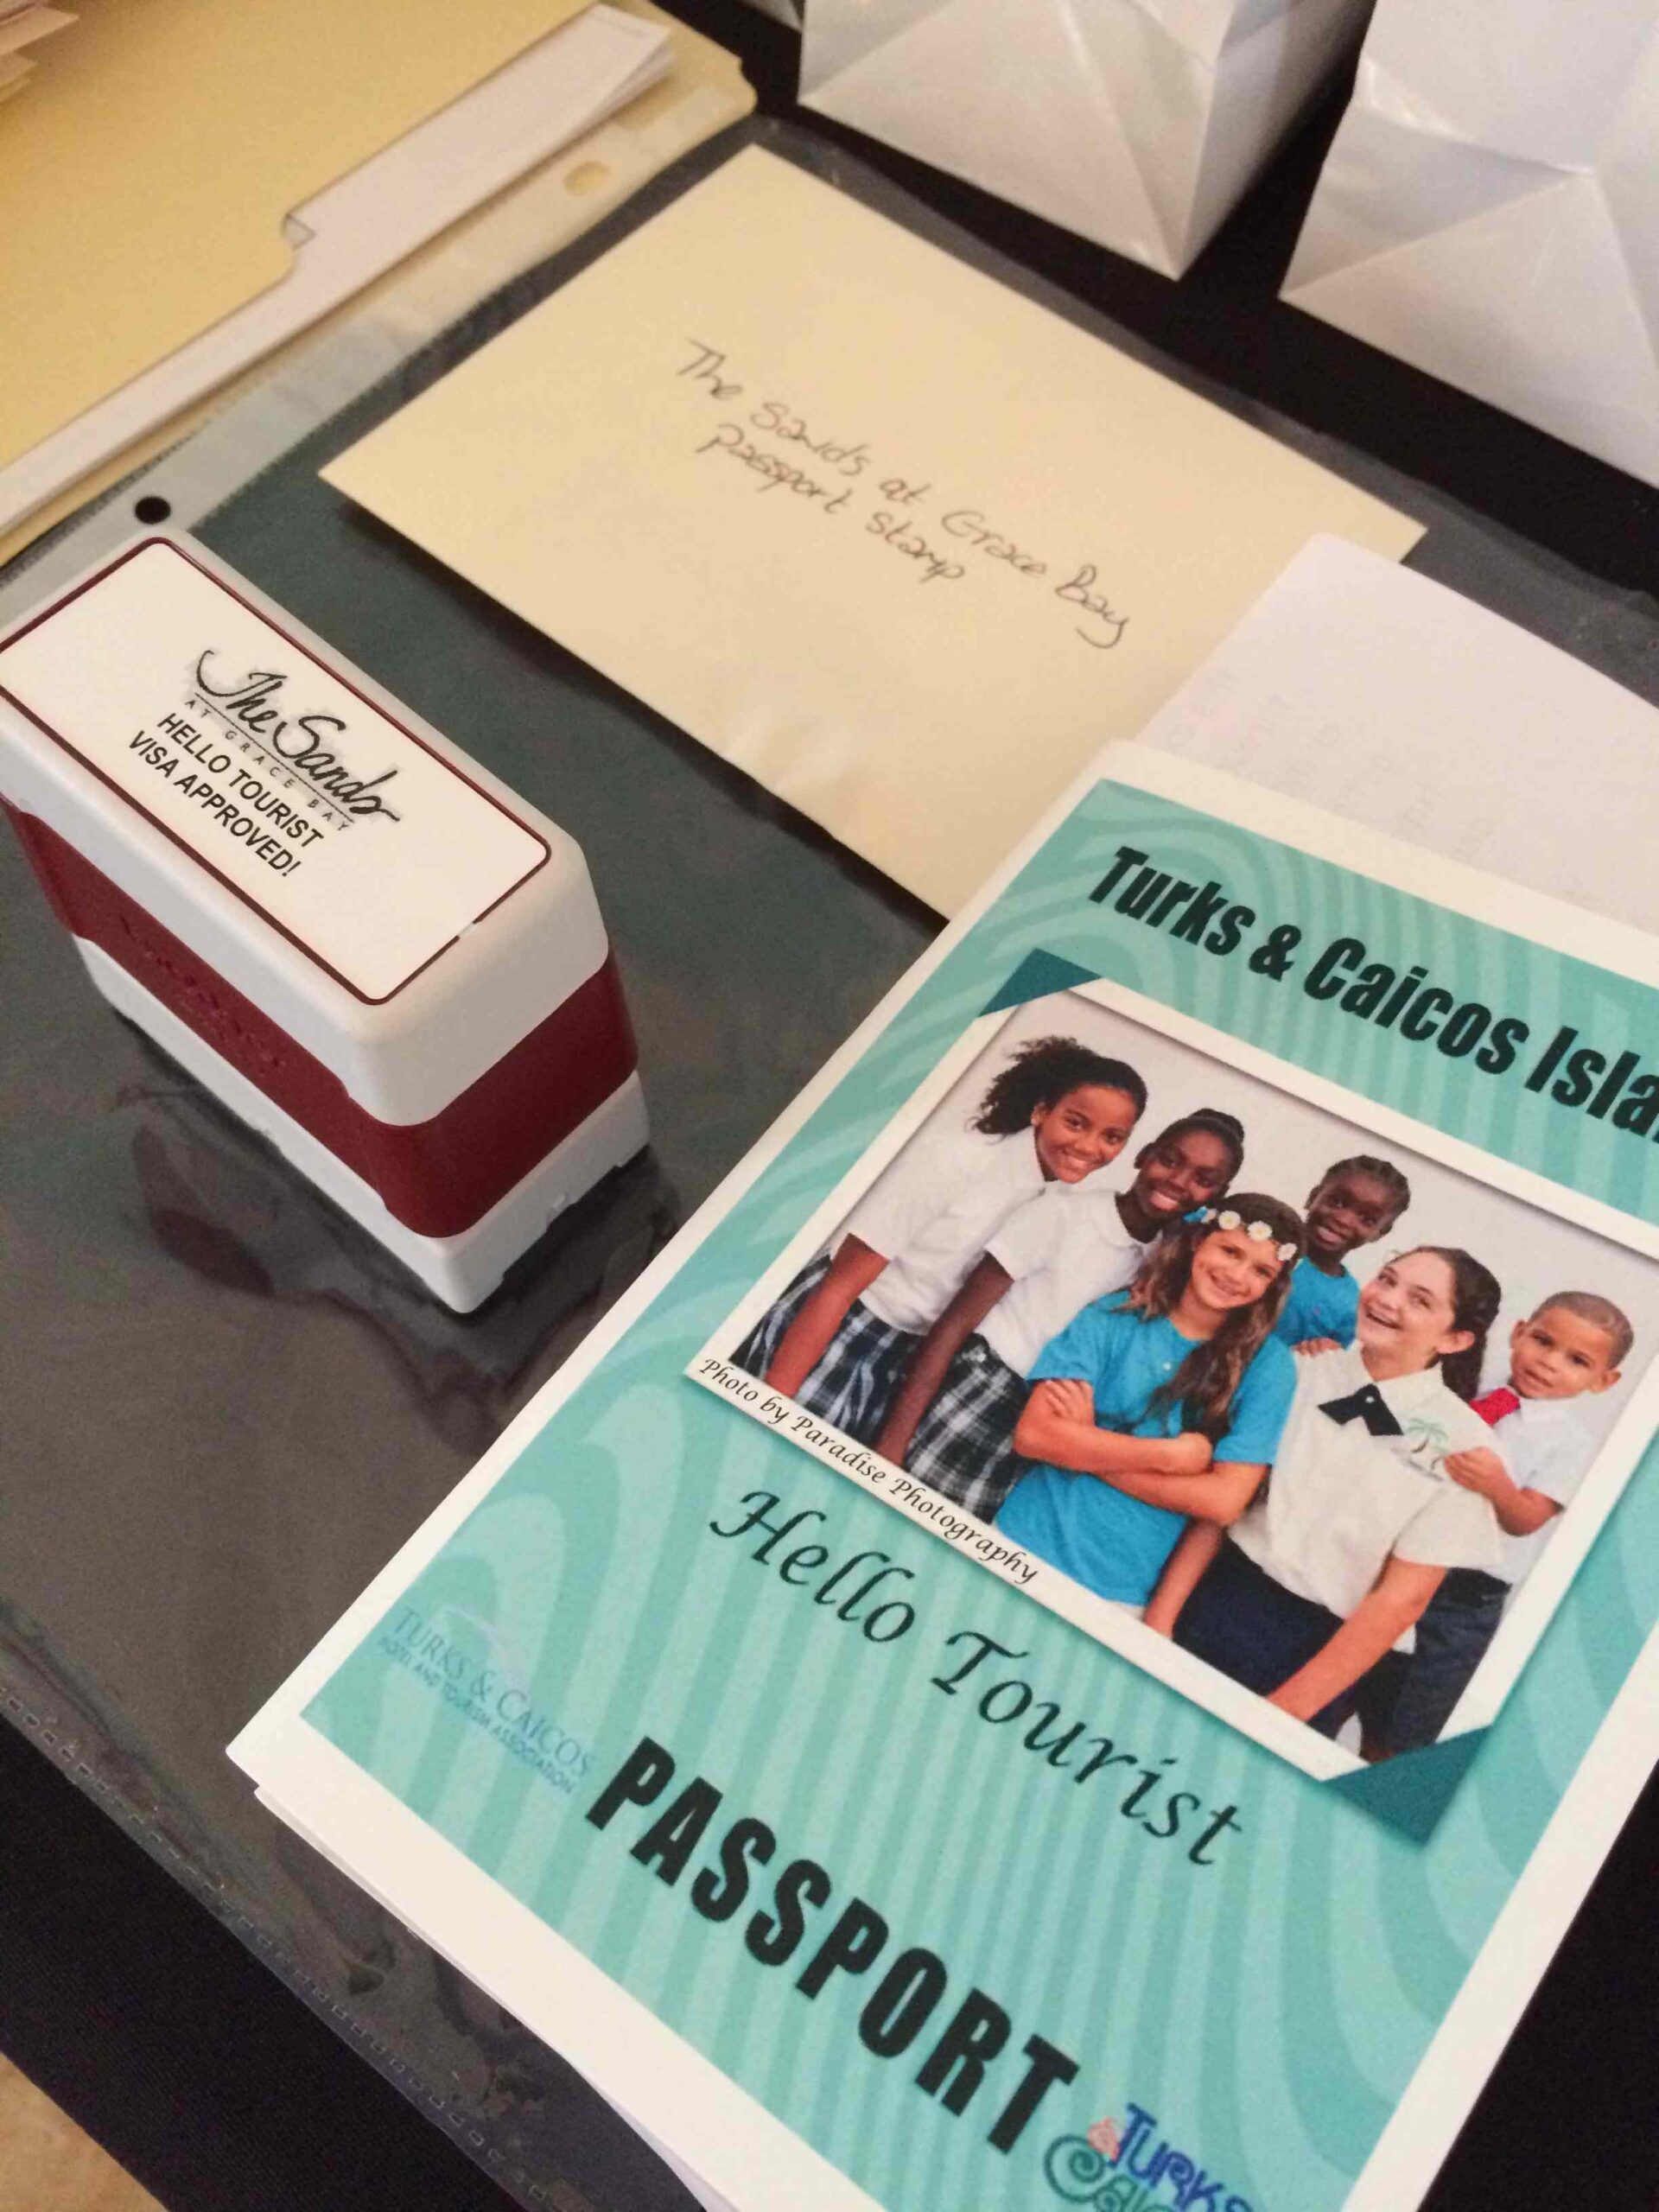 The Sands at Grace Bay
Passport Stamp
The Sands
AT GRACE BAY
HELLO TOURIST
VISA APPROVED!
Turks & Caicos Isla
Photo by Paradise Photography
Hello Tourist
TURKS & CAICOS
HOTEL AND TOURISM ASSOCIATION
PASSPORT
TURKS